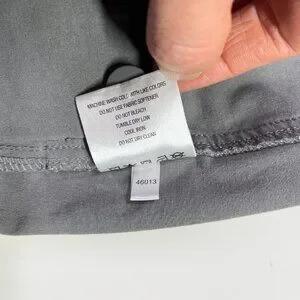 MACHINE WASH COLD WITH LIKE COLORS
DO NOT USE FABRIC SOFTENER
DO NOT BLEACH
TUMBLE DRY LOW
COOL IRON
DO NOT DRY CLEAN
46013